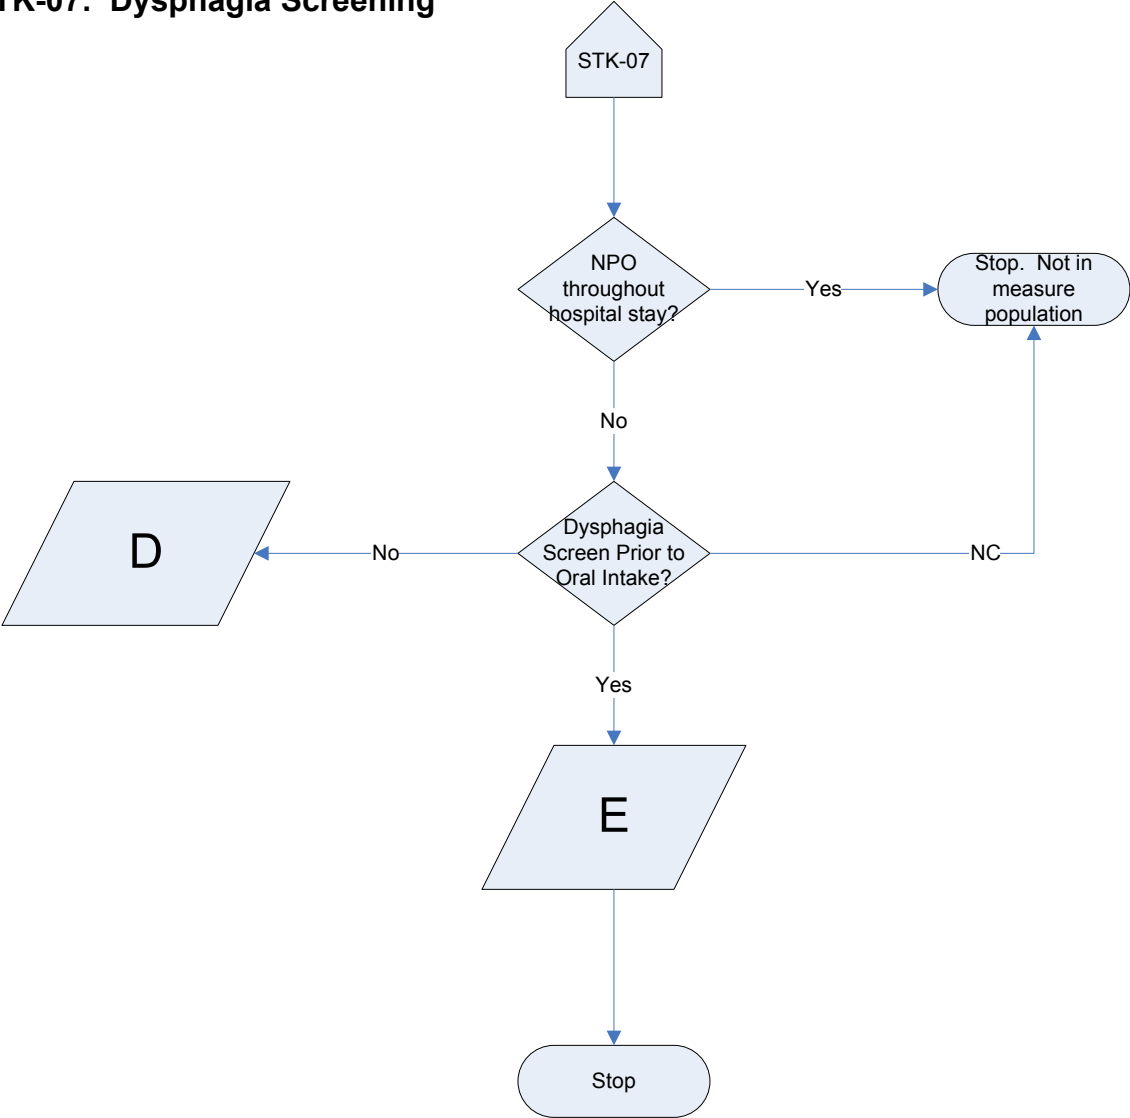 TK-07:  Dysphagia Screening
STK-07
NPO
throughout
hospital stay?
Yes
Stop.  Not in
measure
population
No
D
No
Dysphagia
Screen Prior to
Oral Intake?
NC
Yes
E
Stop